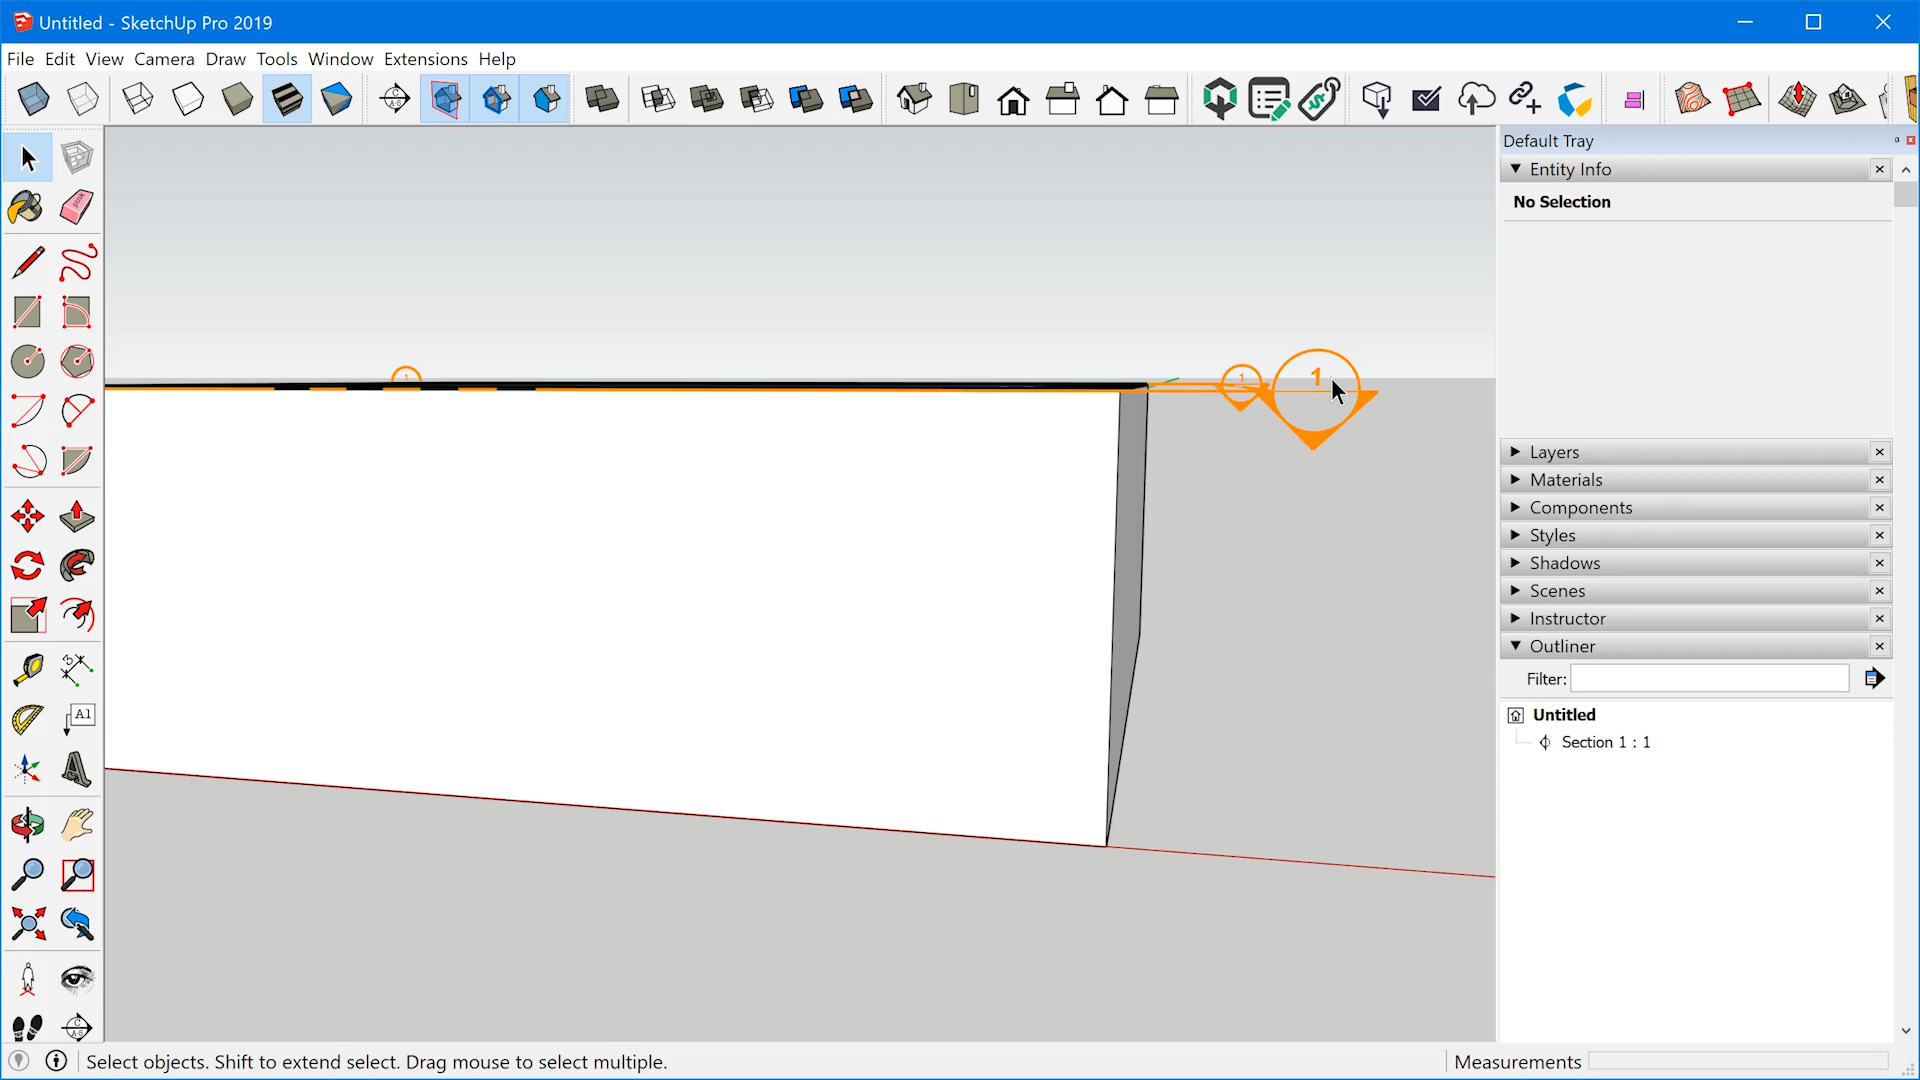 Untitled - SketchUp Pro 2019
File Edit View Camera Draw Tools Window Extensions Help
Default Tray
Entity Info
No Selection
1
1
1
Layers
Materials
Components
Styles
Shadows
Scenes
Instructor
Outliner
Filter:
Untitled
Section 1 : 1
Select objects. Shift to extend select. Drag mouse to select multiple.
Measurements